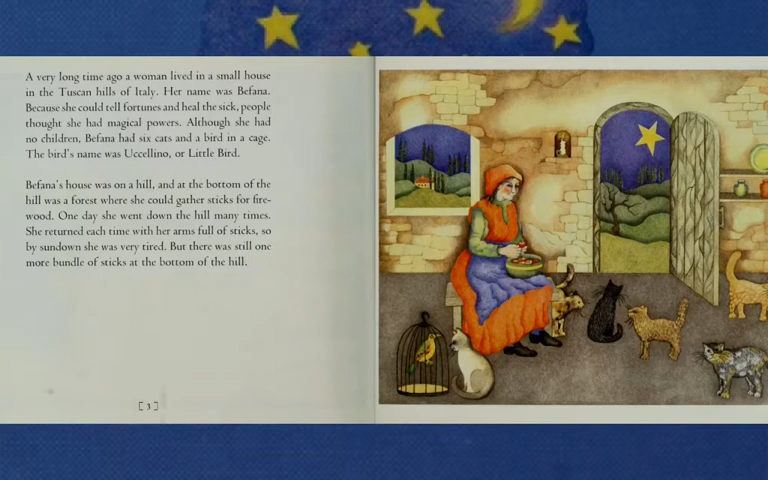 A very long time ago a woman lived in a small house
in the Tuscan hills of Italy. Her name was Befana.
Because she could tell fortunes and heal the sick, people
thought she had magical powers. Although she had
no children, Befana had six cats and a bird in a cage.
The bird's name was Uccellino, or Little Bird.
Befana's house was on a hill, and at the bottom of the
hill was a forest where she could gather sticks for fire-
wood. One day she went down the hill many times.
She returned each time with her arms full of sticks, so
by sundown she was very tired. But there was still one
more bundle of sticks at the bottom of the hill.
[ 3 ]